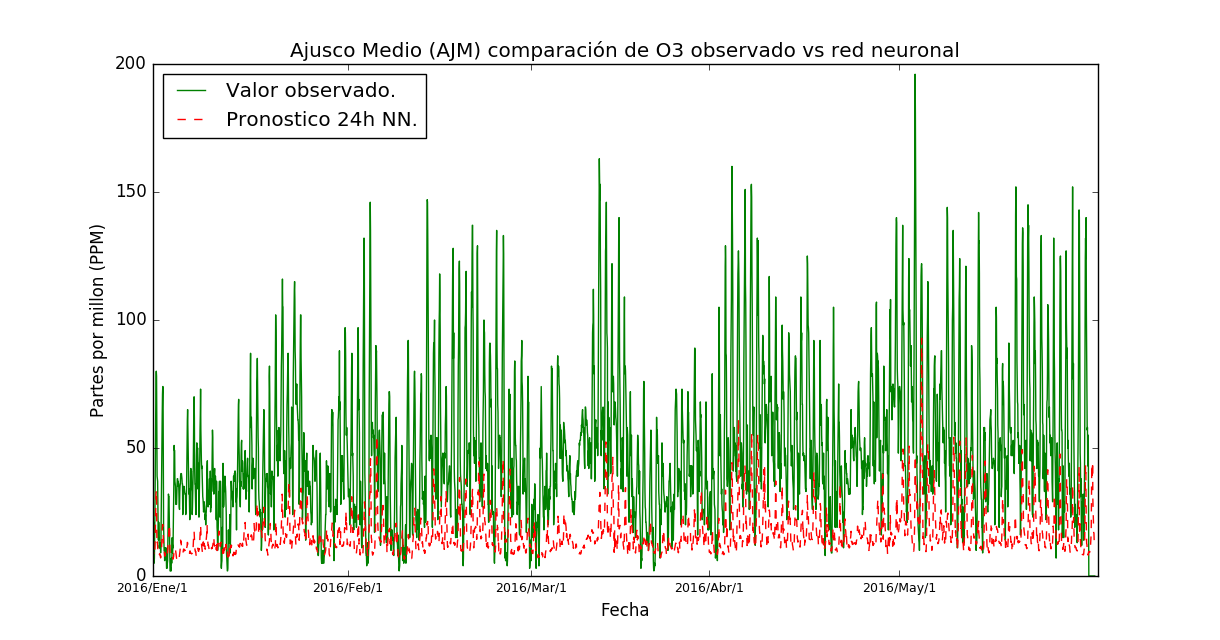 Ajusco Medio (AJM) comparación de O3 observado vs red neuronal
200
Valor observado.
Pronostico 24h NN.
150
Partes por millon (PPM)
100
50
0
2016/Ene/1 2016/Feb/1 2016/Mar/1 2016/Abr/1 2016/May/1
Fecha